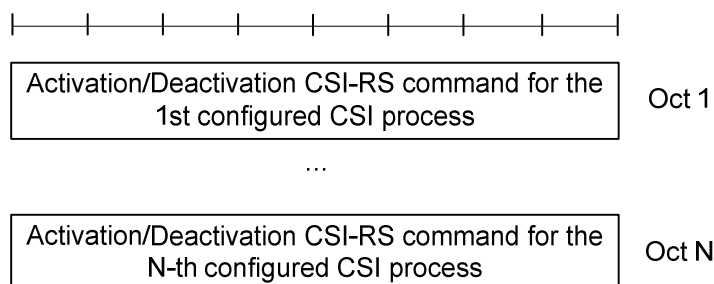 Activation/Deactivation CSI-RS command for the
1st configured CSI process
Oct 1
...
Activation/Deactivation CSI-RS command for the
N-th configured CSI process
Oct N